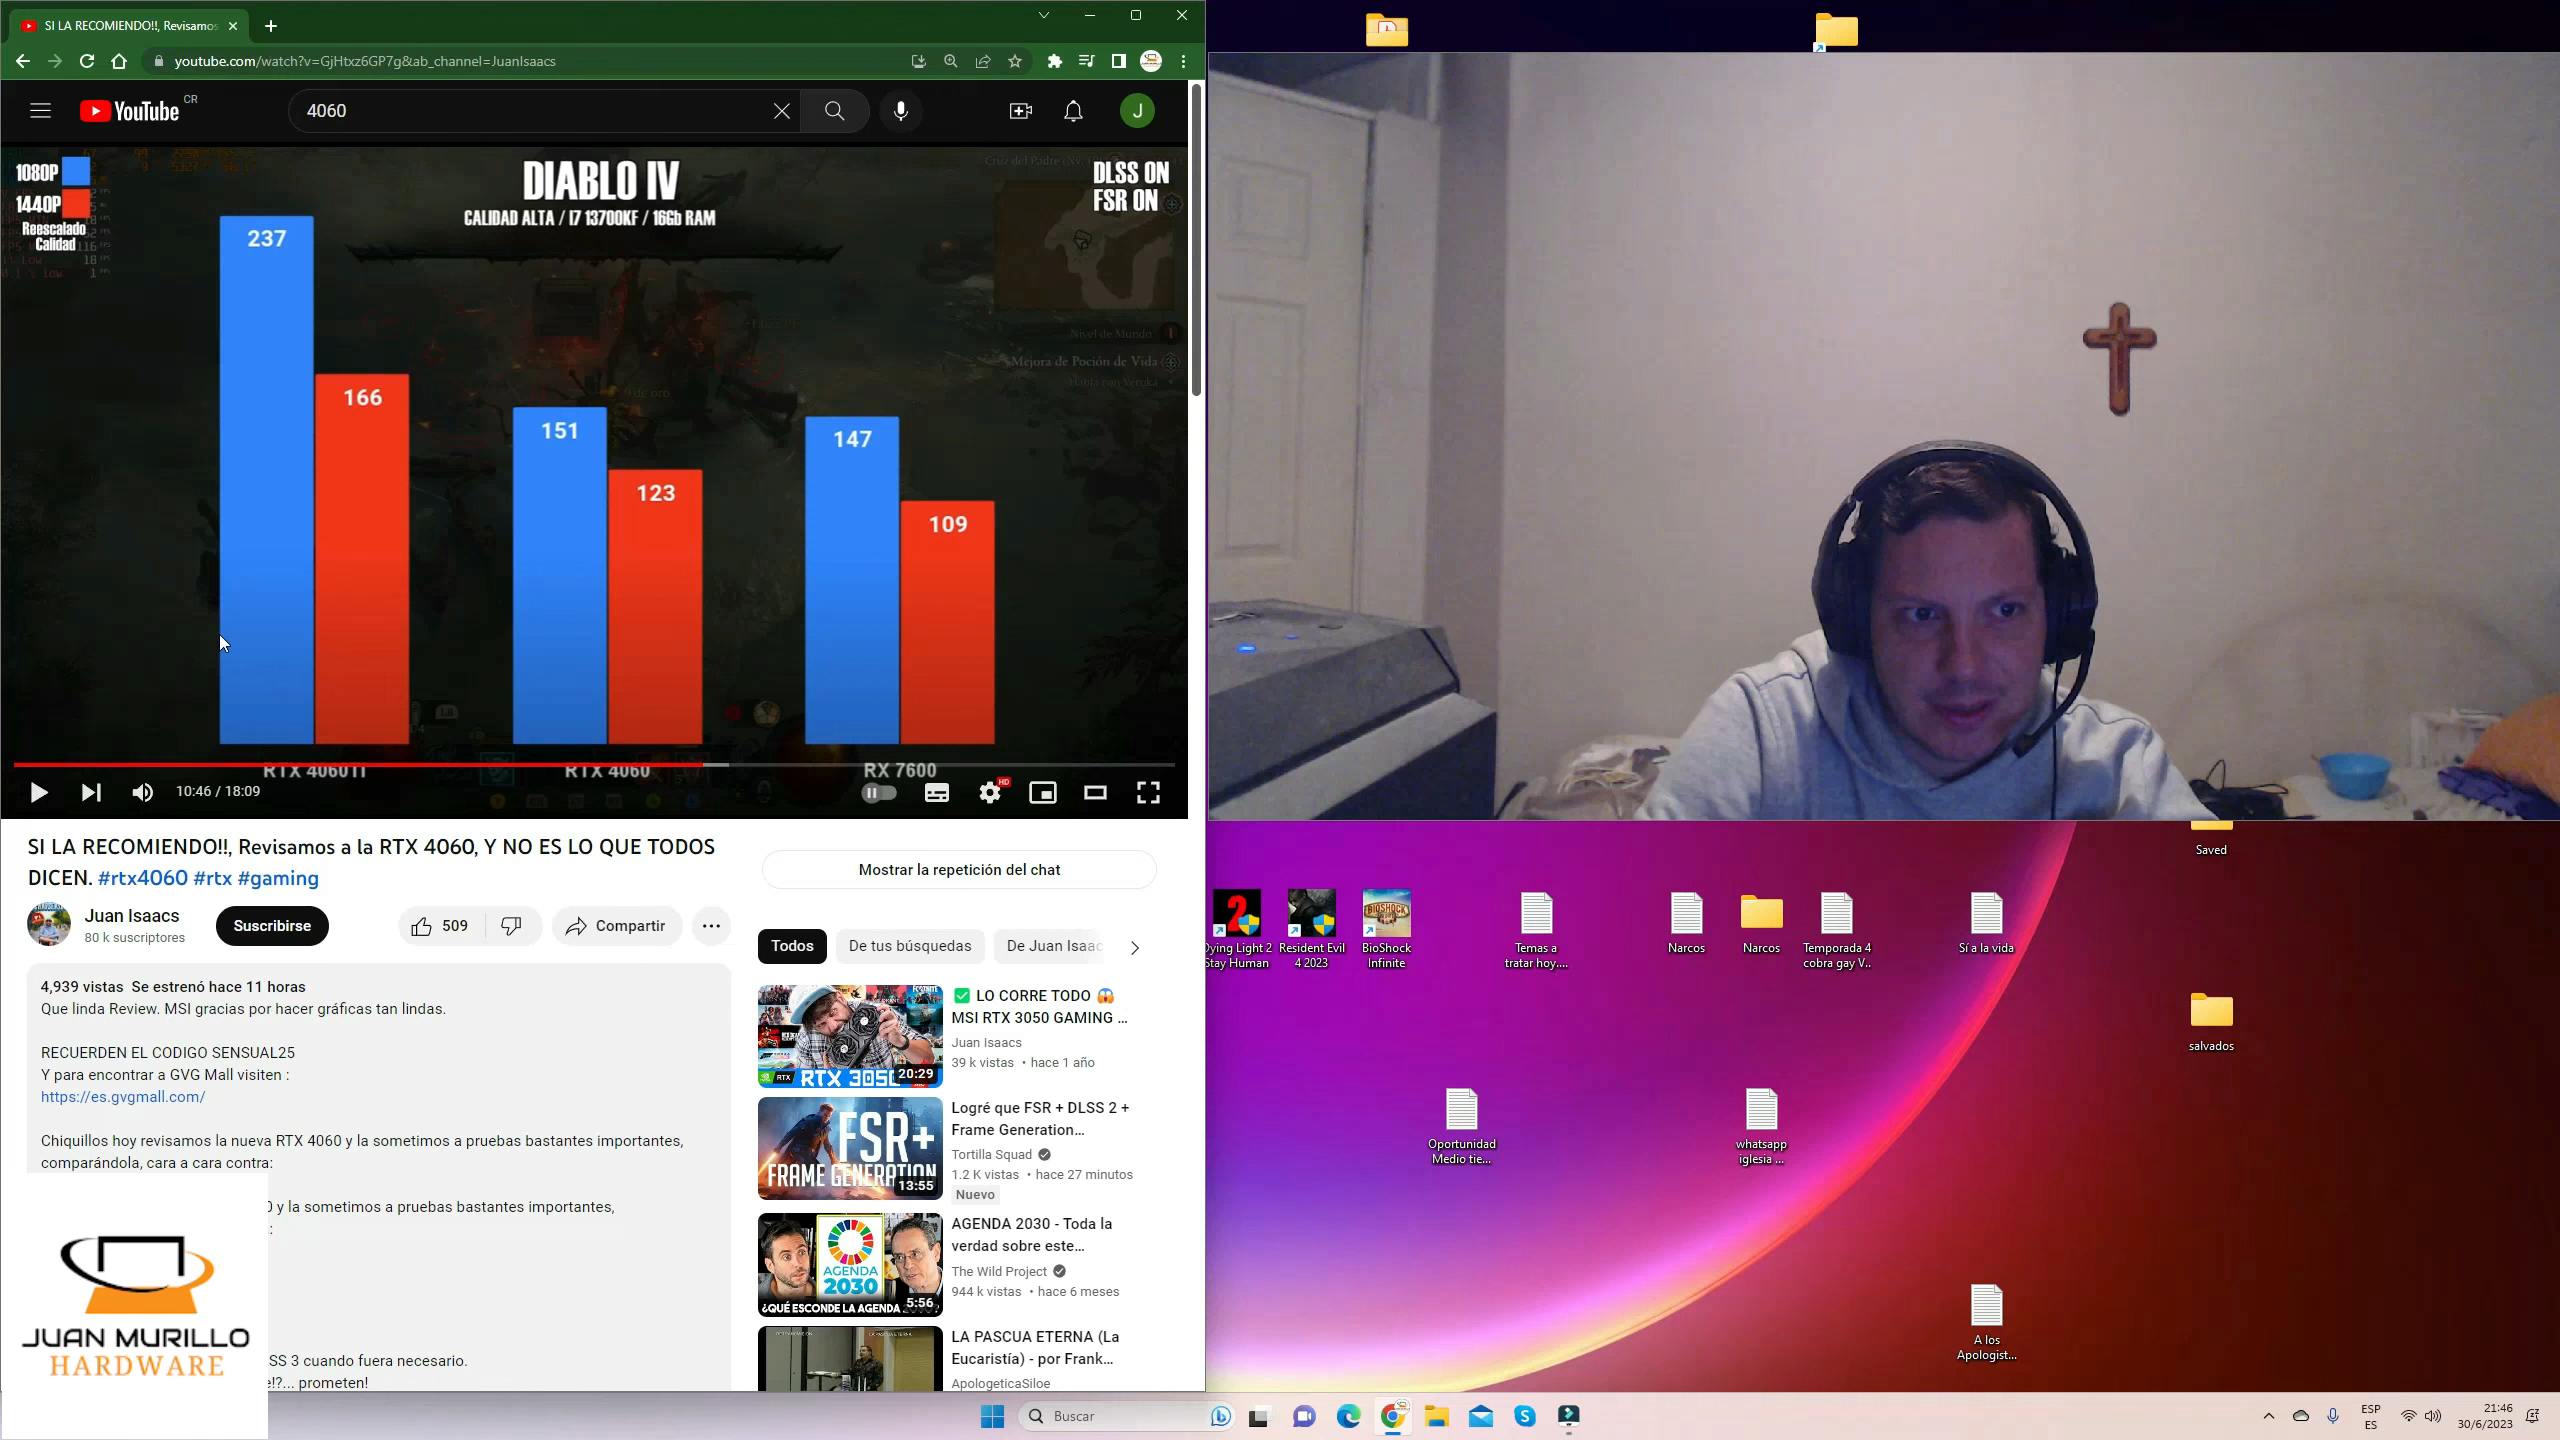 SI LA RECOMIENDO!!, Revisamos
youtube.com/watch?v=GjHtxz6GP7g&ab_channel=JuanIsaacs
YouTube CR
4060
J
1080P
1440P
Reescalado
Calidad
DIABLO IV
CALIDAD ALTA / I7 13700KF / 16Gb RAM
DLSS ON
FSR ON
Nivel de Mundo
Mejora de Poción de Vida
237
166
151
123
147
109
RTX 4060TI
RTX 4060
RX 7600
10:46 / 18:09
HD
SI LA RECOMIENDO!!, Revisamos a la RTX 4060, Y NO ES LO QUE TODOS
DICEN. #rtx4060 #rtx #gaming
Juan Isaacs
80 k suscriptores
Suscribirse
509
Compartir
4,939 vistas Se estrenó hace 11 horas
Que linda Review. MSI gracias por hacer gráficas tan lindas.
RECUERDEN EL CODIGO SENSUAL25
Y para encontrar a GVG Mall visiten :
https://es.gvgmall.com/
Chiquillos hoy revisamos la nueva RTX 4060 y la sometimos a pruebas bastantes importantes,
comparándola, cara a cara contra:
0 y la sometimos a pruebas bastantes importantes,
:
SS 3 cuando fuera necesario.
e!?... prometen!
JUAN MURILLO
HARDWARE
Mostrar la repetición del chat
Todos
De tus búsquedas
De Juan Isaac
RTX 3050
20:29
LO CORRE TODO
MSI RTX 3050 GAMING ...
Juan Isaacs
39 k vistas • hace 1 año
FSR+
FRAME GENERATION
13:55
Logré que FSR + DLSS 2 +
Frame Generation...
Tortilla Squad
1.2 K vistas • hace 27 minutos
Nuevo
AGENDA
2030
¿QUÉ ESCONDE LA AGENDA
5:56
AGENDA 2030 - Toda la
verdad sobre este...
The Wild Project
944 k vistas • hace 6 meses
LA PASCUA ETERNA (La
Eucaristía) - por Frank...
ApologeticaSiloe
Dying Light 2
Stay Human
Resident Evil
4 2023
BIOSHOCK
BioShock
Infinite
Temas a
tratar hoy....
Narcos
Narcos
Temporada 4
cobra gay V..
Sí a la vida
Saved
salvados
Oportunidad
Medio tie...
whatsapp
iglesia ...
A los
Apologist...
Buscar
ESP
ES
21:46
30/6/2023